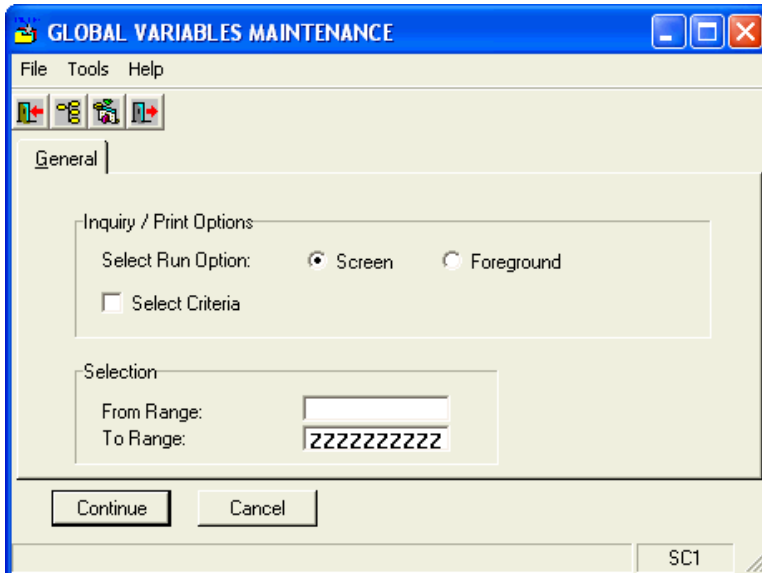 GLOBAL VARIABLES MAINTENANCE
File Tools Help
General
Inquiry / Print Options
Select Run Option: Screen Foreground
Select Criteria
Selection
From Range:
To Range: ZZZZZZZZZZ
Continue Cancel
SC1